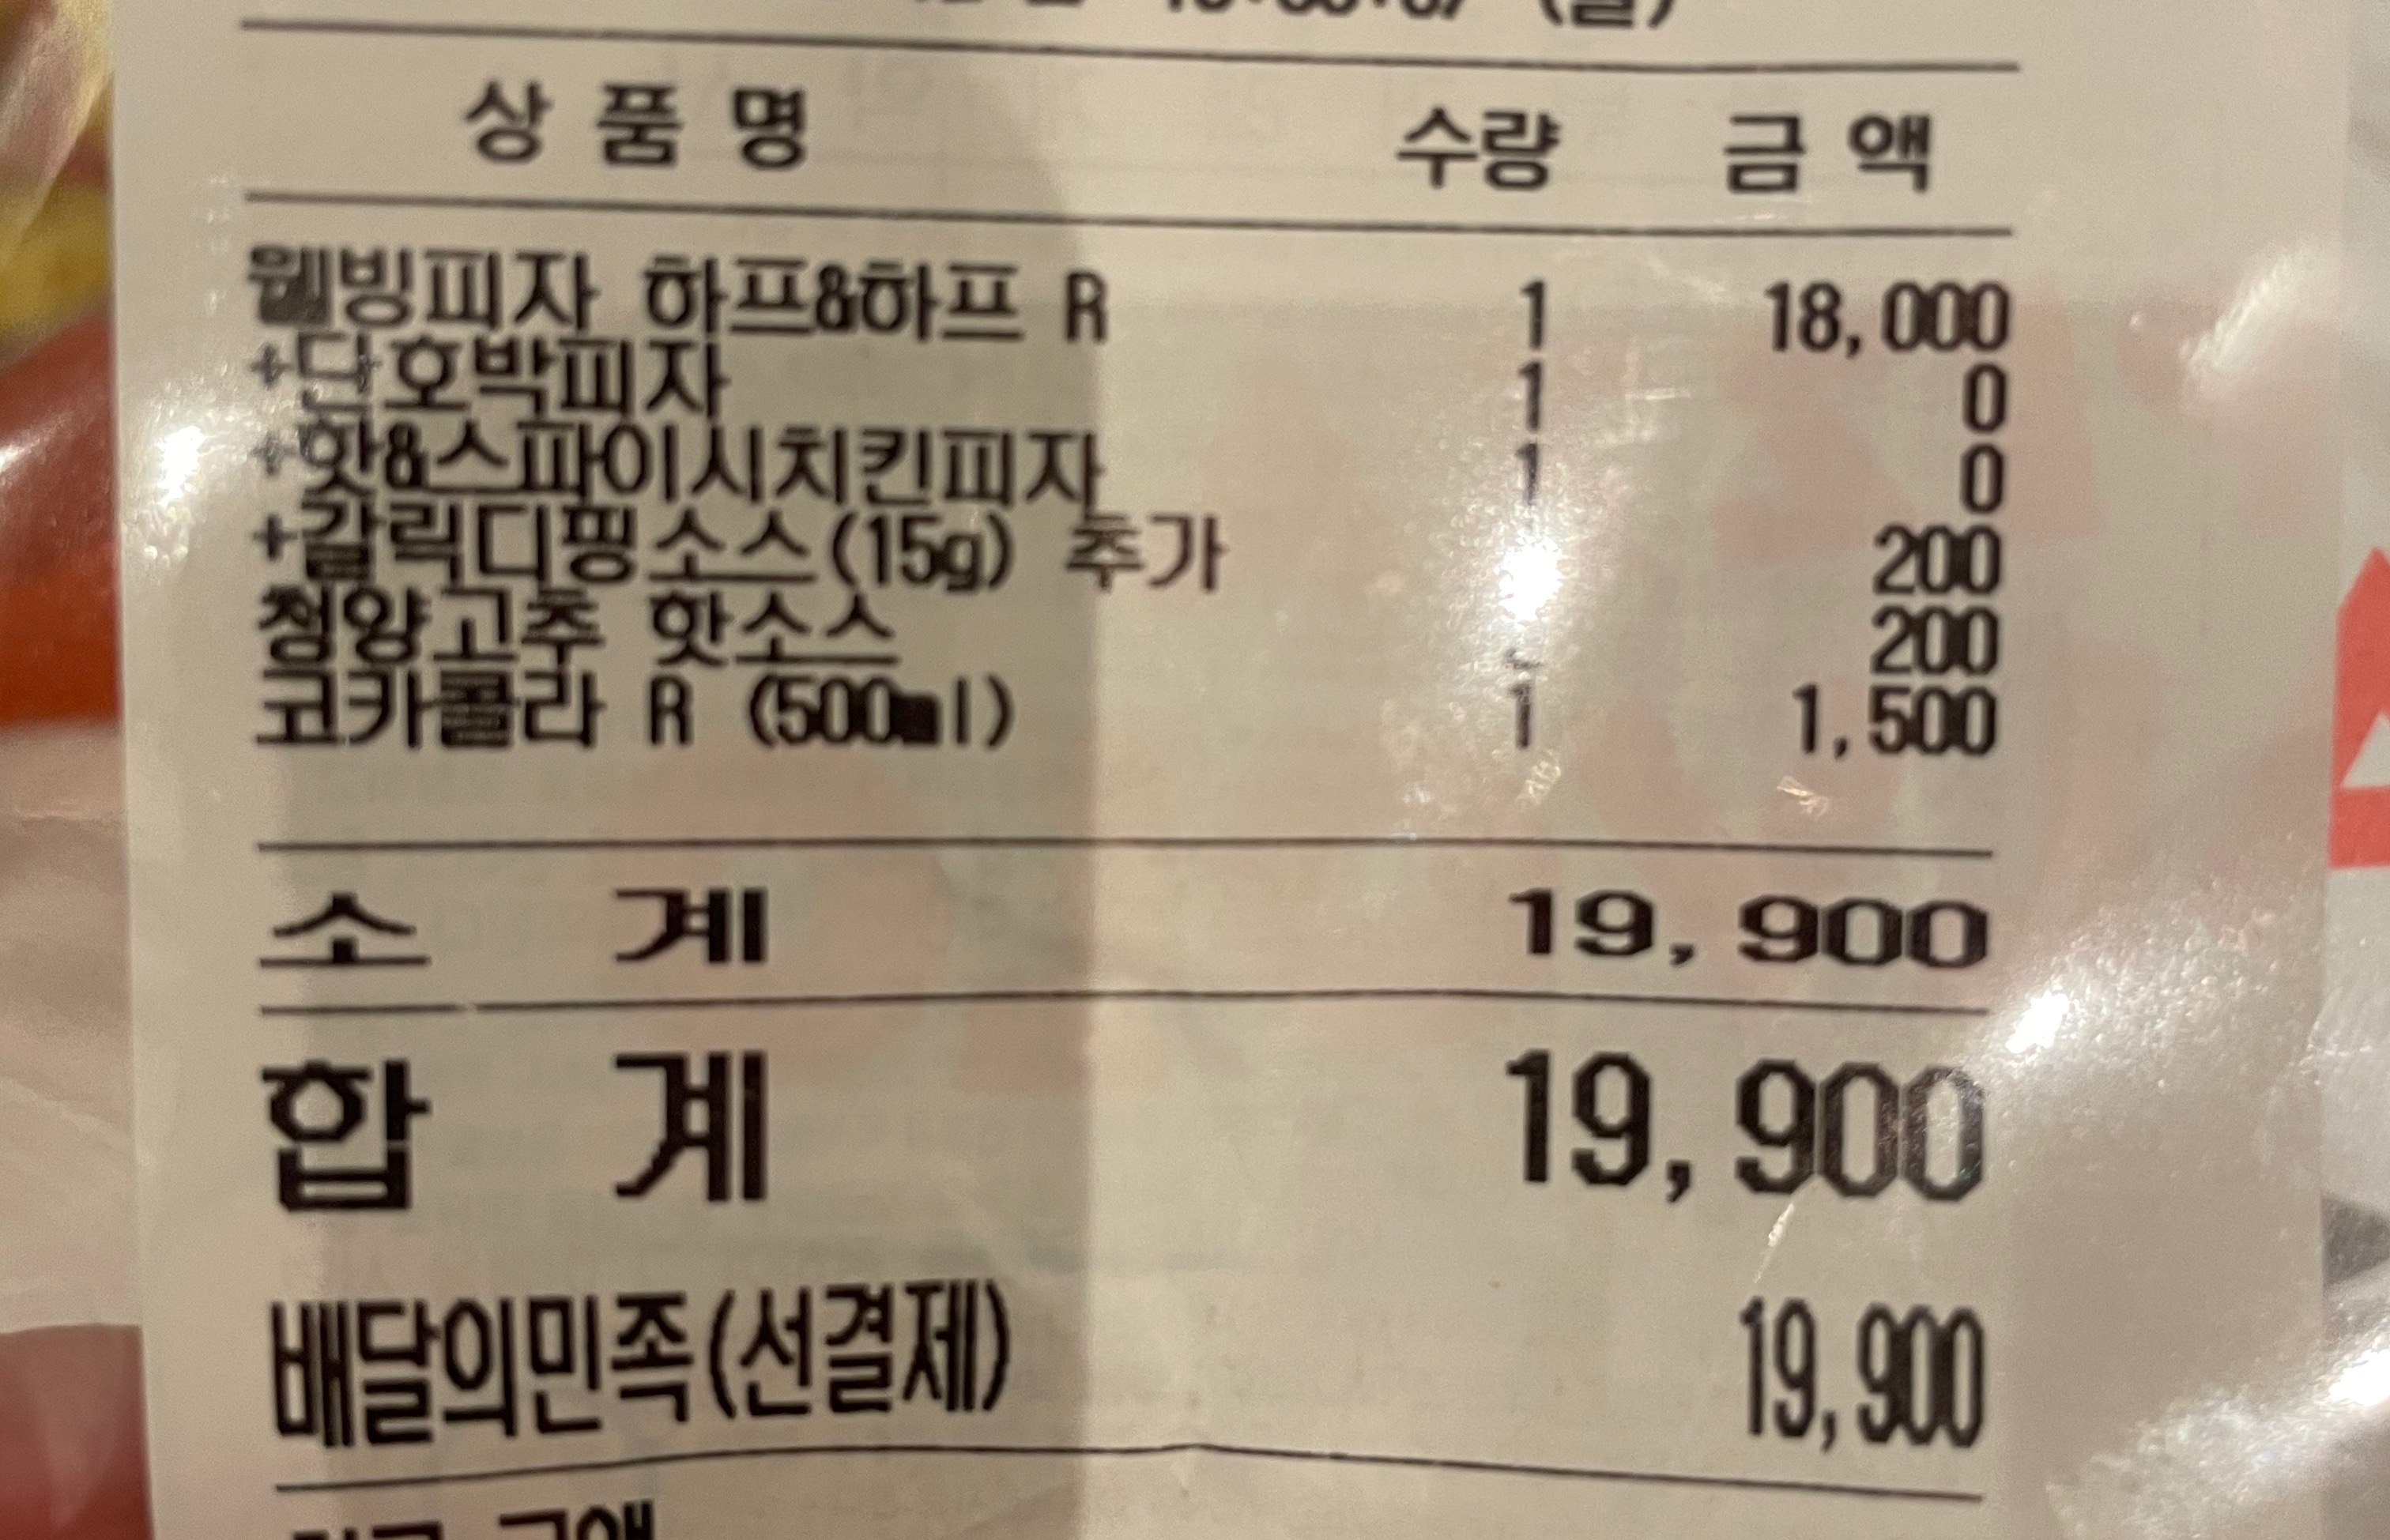 상 품 명 수량 금 액
웰빙피자 하프&하프 R 1 18,000
+단호박피자 1 0
+핫&스파이시치킨피자 1 0
+갈릭디핑소스(15g) 추가 200
청양고추 핫소스 200
코카콜라 R (500ml) 1 1,500
소 계 19,900
합 계 19,900
배달의민족(선결제) 19,900